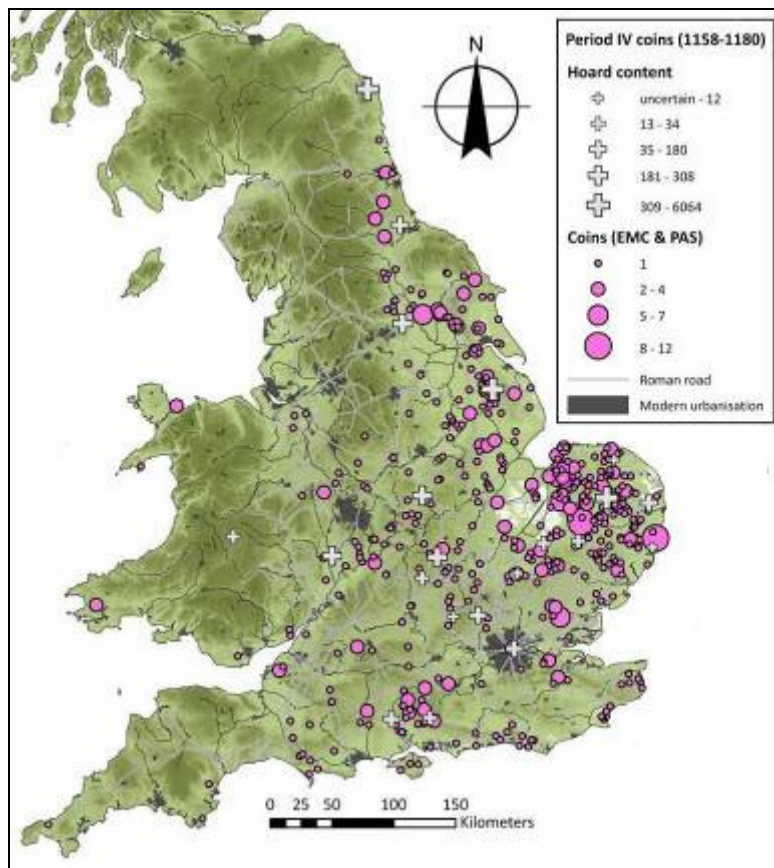 N
Period IV coins (1158-1180)
Hoard content
uncertain - 12
13 - 34
35 - 180
181 - 308
309 - 6064
Coins (EMC & PAS)
1
2 - 4
5 - 7
8 - 12
Roman road
Modern urbanisation
0 25 50 100 150
Kilometers